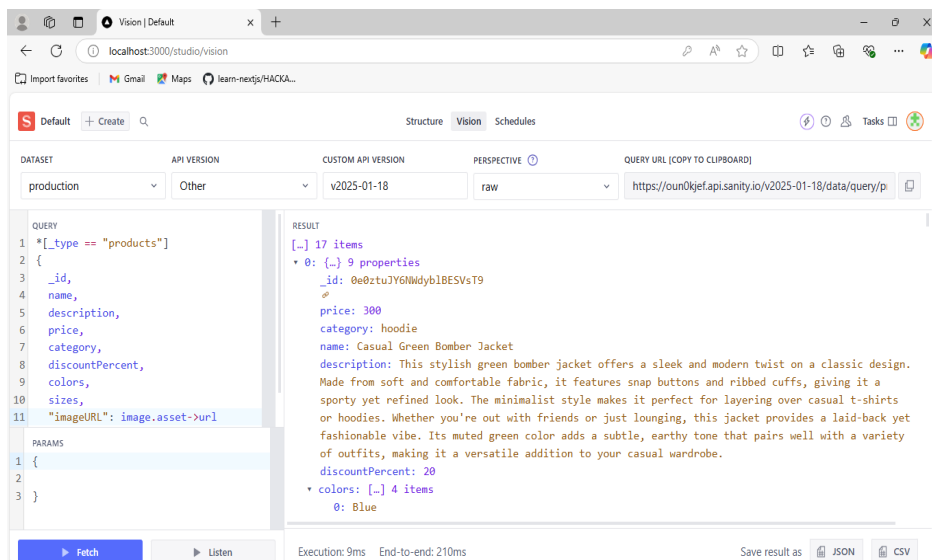 Vision | Default
localhost:3000/studio/vision
Import favorites
Gmail
Maps
learn-nextjs/HACKA...
S Default
+ Create
Structure
Vision
Schedules
Tasks
DATASET
API VERSION
CUSTOM API VERSION
PERSPECTIVE
QUERY URL [COPY TO CLIPBOARD]
production
Other
v2025-01-18
raw
https://oun0kjef.api.sanity.io/v2025-01-18/data/query/p
QUERY
1 *[_type == "products"]
2 {
3 _id,
4 name,
5 description,
6 price,
7 category,
8 discountPercent,
9 colors,
10 sizes,
11 "imageURL": image.asset->url
PARAMS
1 {
2
3 }
Fetch
Listen
RESULT
[…] 17 items
0: {…} 9 properties
_id: 0e0ztuJY6NWdyblBESVsT9
price: 300
category: hoodie
name: Casual Green Bomber Jacket
description: This stylish green bomber jacket offers a sleek and modern twist on a classic design.
Made from soft and comfortable fabric, it features snap buttons and ribbed cuffs, giving it a
sporty yet refined look. The minimalist style makes it perfect for layering over casual t-shirts
or hoodies. Whether you're out with friends or just lounging, this jacket provides a laid-back yet
fashionable vibe. Its muted green color adds a subtle, earthy tone that pairs well with a variety
of outfits, making it a versatile addition to your casual wardrobe.
discountPercent: 20
colors: […] 4 items
0: Blue
Execution: 9ms End-to-end: 210ms
Save result as
JSON
CSV